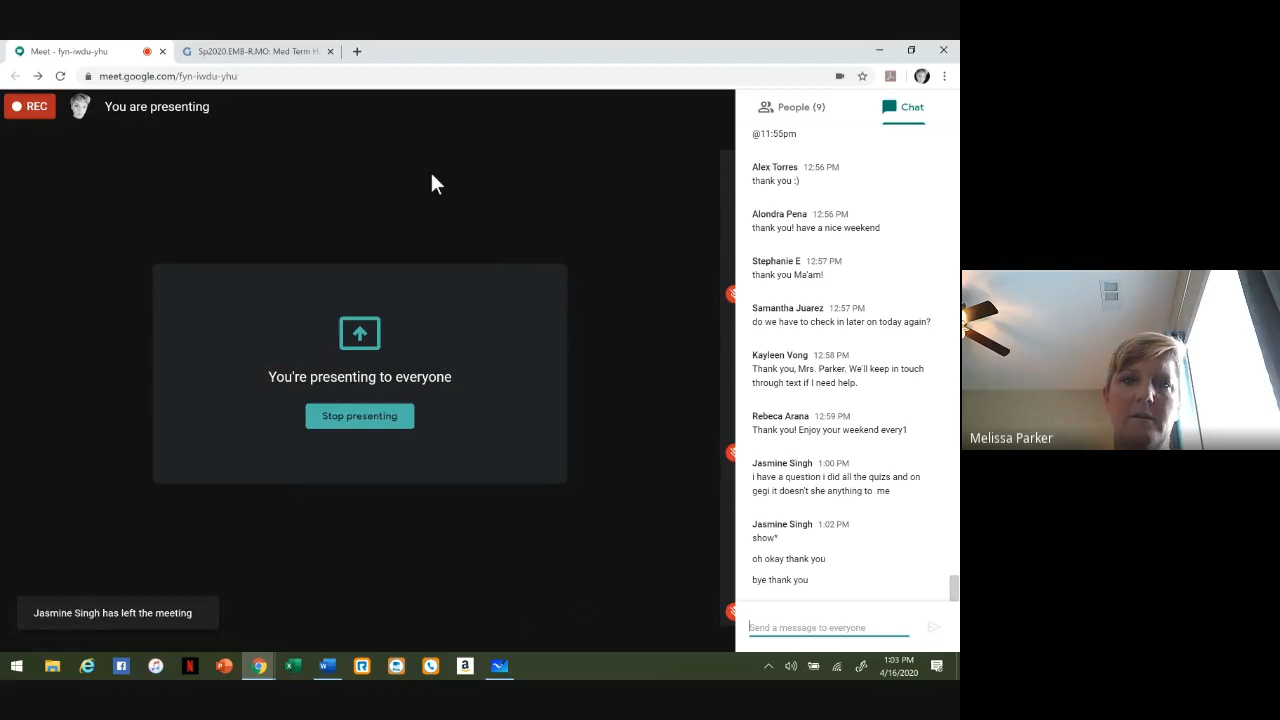 Meet - fyn-iwdu-yhu
Sp2020.EMB-R.MO: Med Term H
meet.google.com/fyn-iwdu-yhu
REC
You are presenting
People (9)
Chat
@11:55pm
Alex Torres 12:56 PM
thank you :)
Alondra Pena 12:56 PM
thank you! have a nice weekend
Stephanie E 12:57 PM
thank you Ma'am!
Samantha Juarez 12:57 PM
do we have to check in later on today again?
Kayleen Vong 12:58 PM
Thank you, Mrs. Parker. We'll keep in touch
through text if I need help.
Rebeca Arana 12:59 PM
Thank you! Enjoy your weekend every1
Jasmine Singh 1:00 PM
i have a question i did all the quizs and on
gegi it doesn't she anything to me
Jasmine Singh 1:02 PM
show*
oh okay thank you
bye thank you
Send a message to everyone
You're presenting to everyone
Stop presenting
Jasmine Singh has left the meeting
1:03 PM
4/16/2020
Melissa Parker